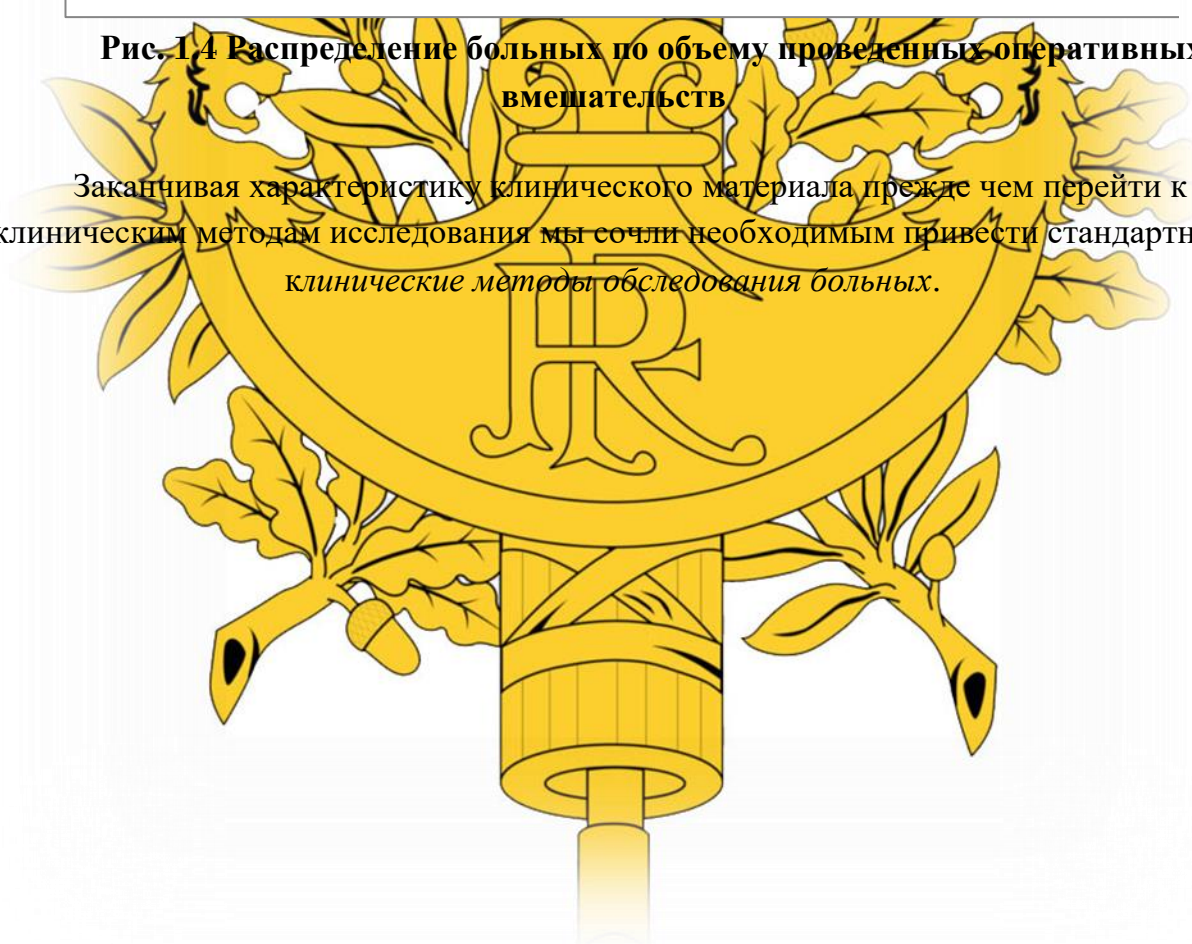 Рис. 1.4 Распределение больных по объему проведенных оперативных
вмешательств
Заканчивая характеристику клинического материала прежде чем перейти к
клиническим методам исследования мы сочли необходимым привести стандартн
клинические методы обследования больных.
RF